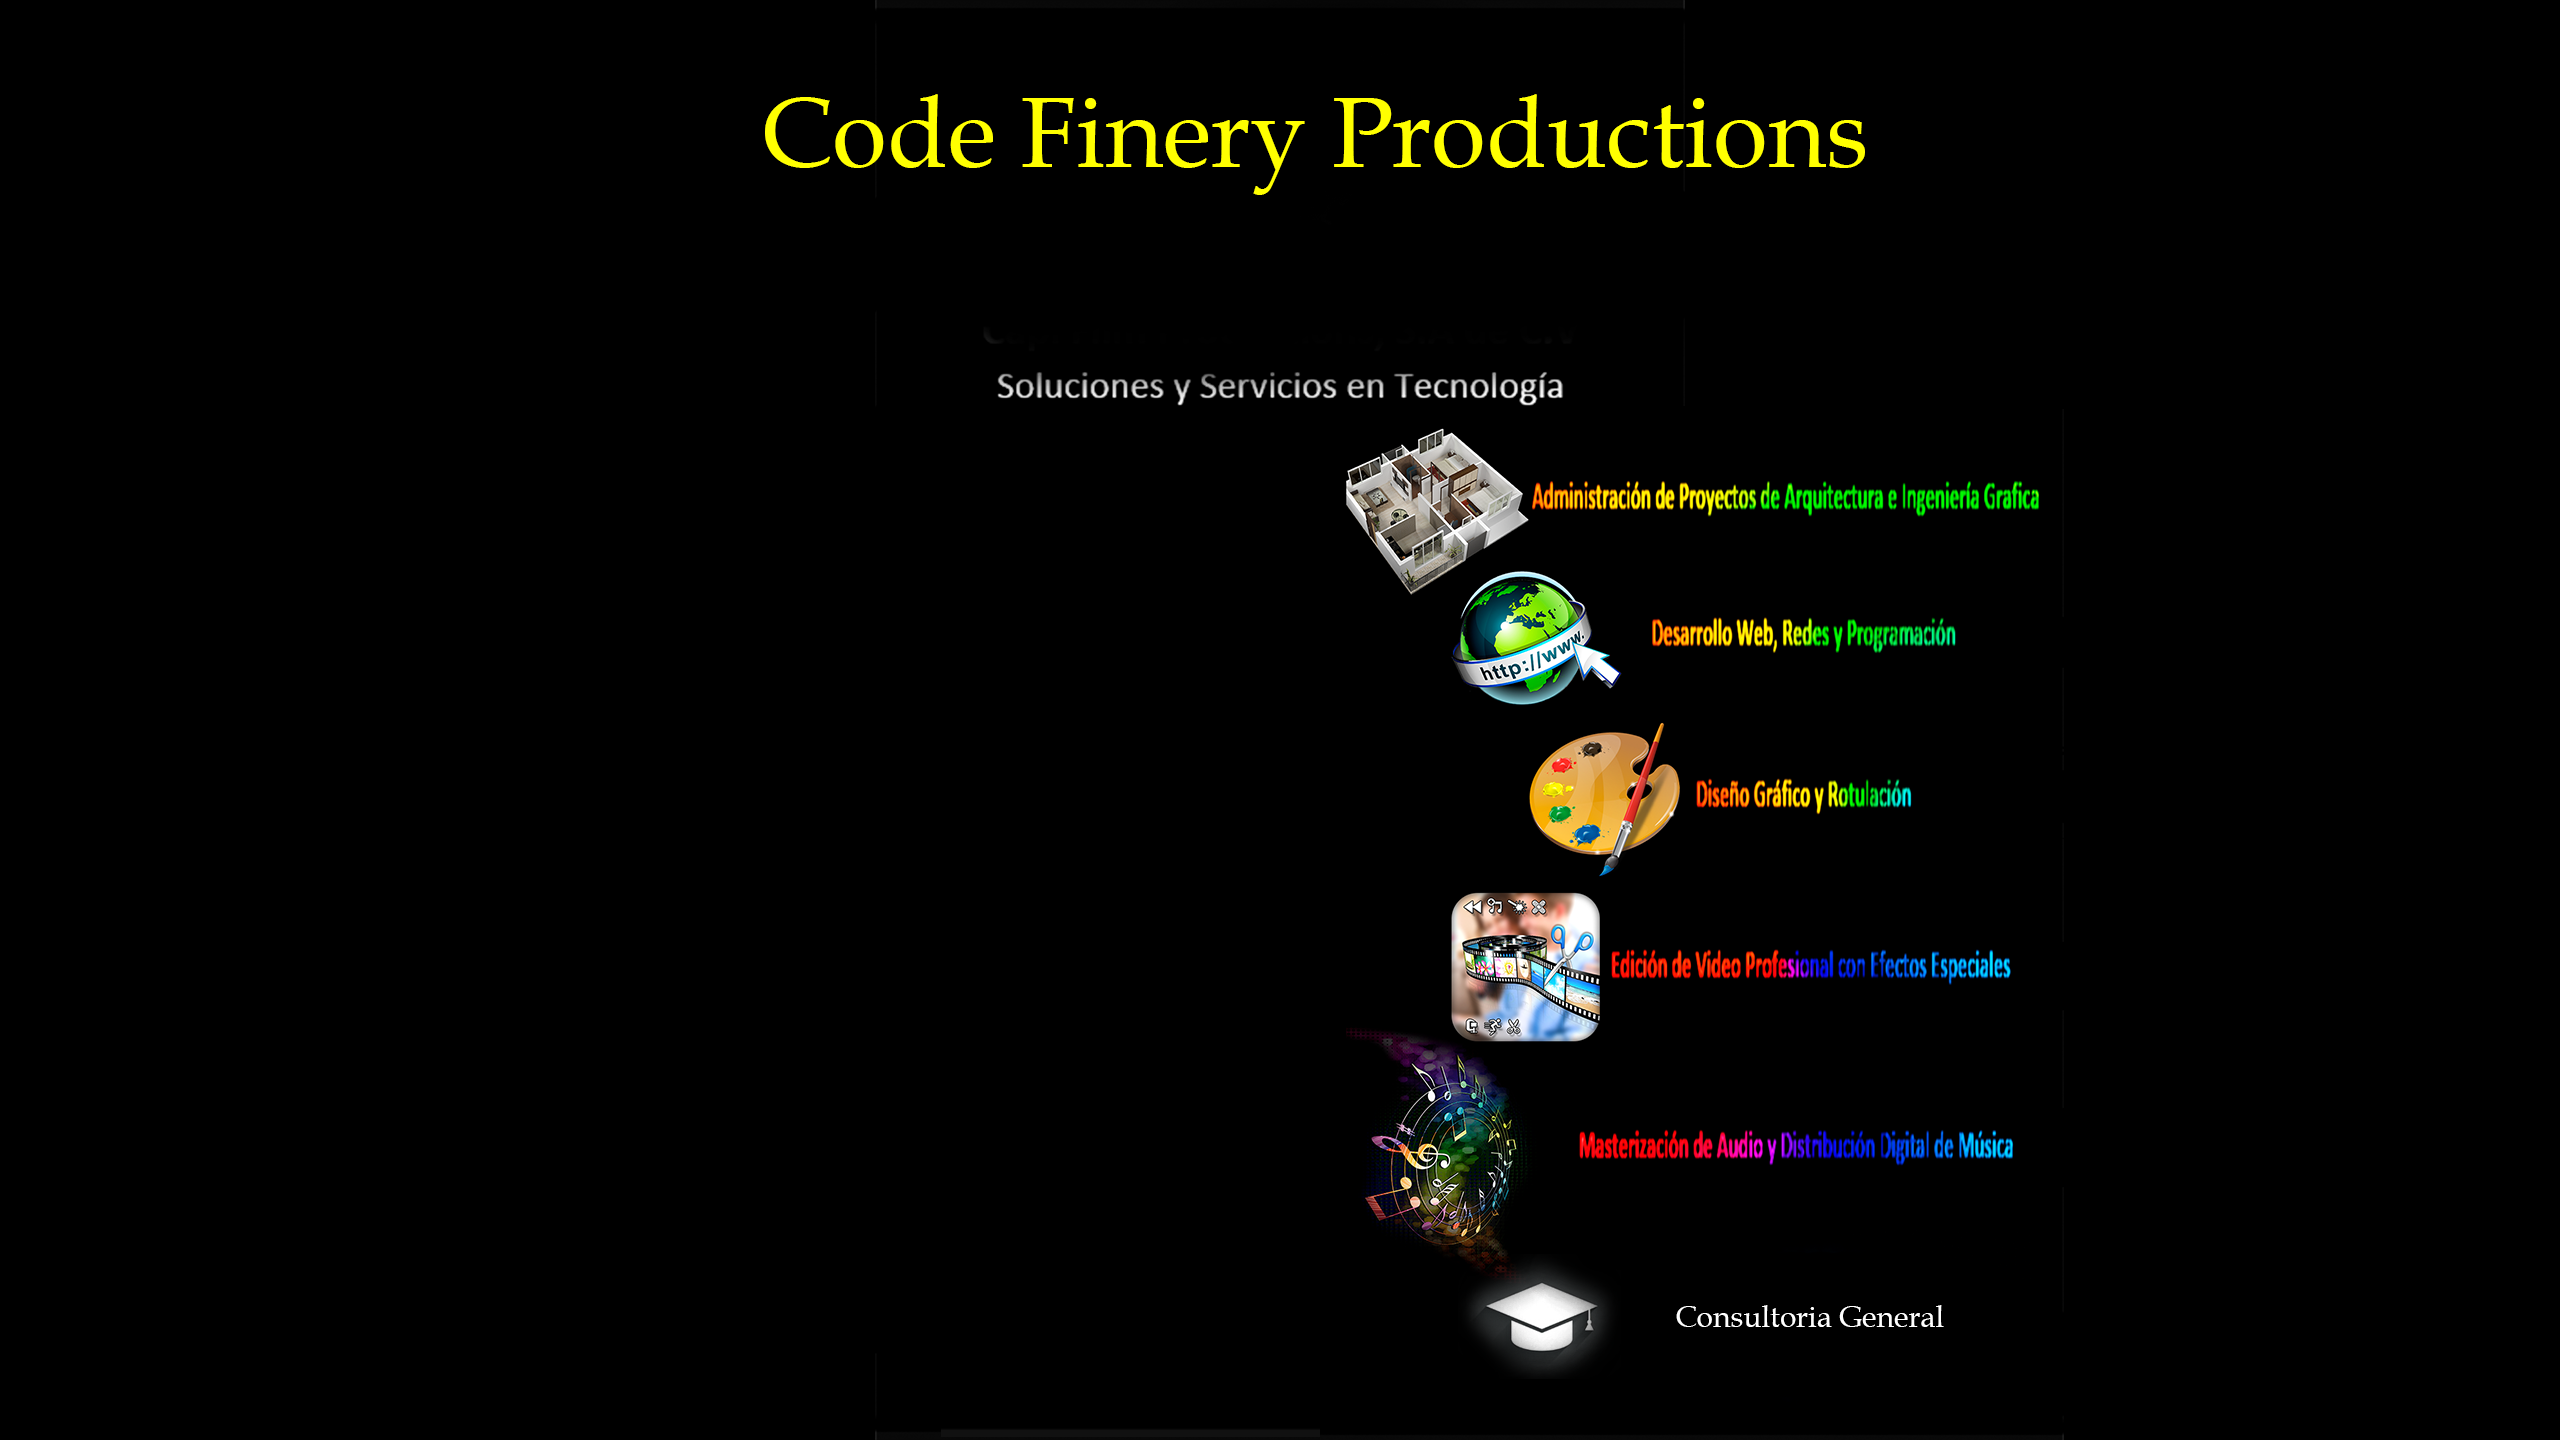 Code Finery Productions
Soluciones y Servicios en Tecnología
Administración de Proyectos de Arquitectura e Ingeniería Grafica
http://www.
Desarrollo Web, Redes y Programación
Diseño Gráfico y Rotulación
Edición de Video Profesional con Efectos Especiales
Masterización de Audio y Distribución Digital de Música
Consultoria General